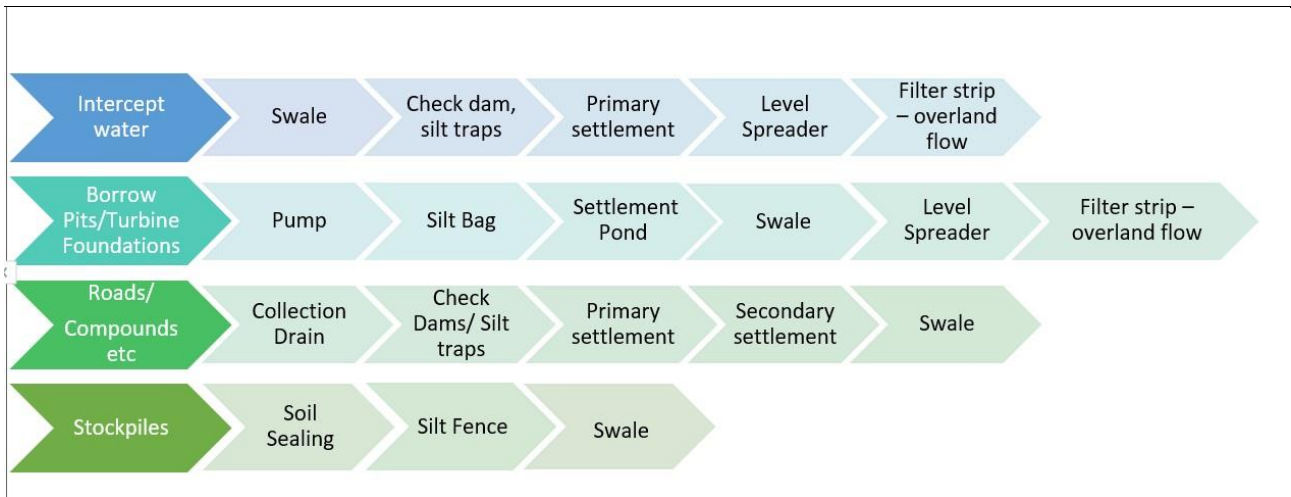 Intercept
water
Swale
Check dam,
silt traps
Primary
settlement
Level
Spreader
Filter strip
– overland
flow
Borrow
Pits/Turbine
Foundations
Pump
Silt Bag
Settlement
Pond
Swale
Level
Spreader
Filter strip –
overland flow
Roads/
Compounds
etc
Collection
Drain
Check
Dams/ Silt
traps
Primary
settlement
Secondary
settlement
Swale
Stockpiles
Soil
Sealing
Silt Fence
Swale